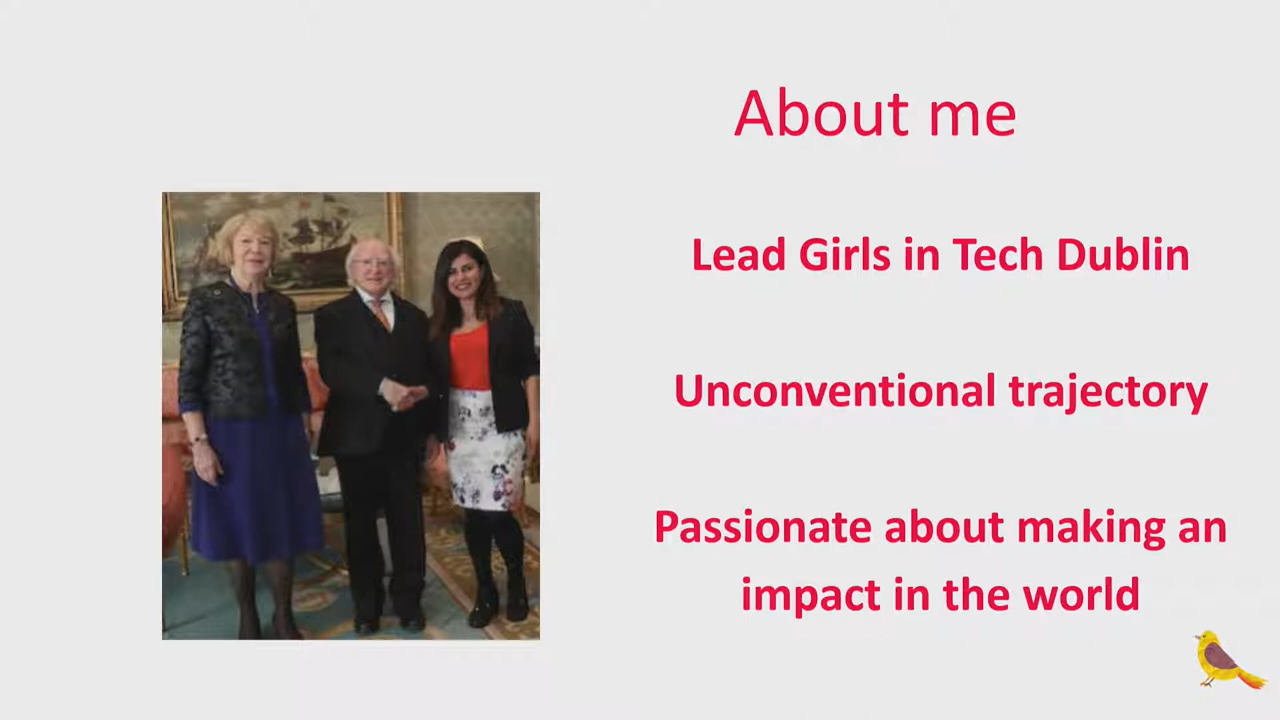 About me
Lead Girls in Tech Dublin
Unconventional trajectory
Passionate about making an
impact in the world